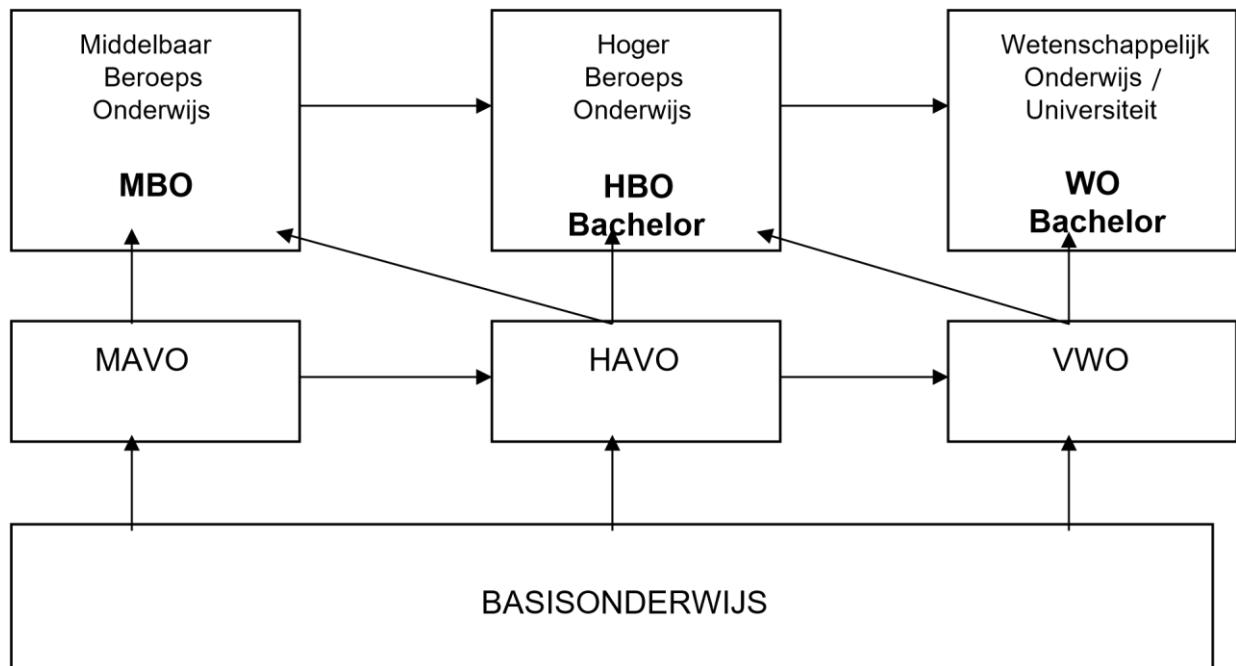 Middelbaar
Beroeps
Onderwijs
MBO
Hoger
Beroeps
Onderwijs
HBO
Bachelor
Wetenschappelijk
Onderwijs /
Universiteit
WO
Bachelor
MAVO
HAVO
VWO
BASISONDERWIJS